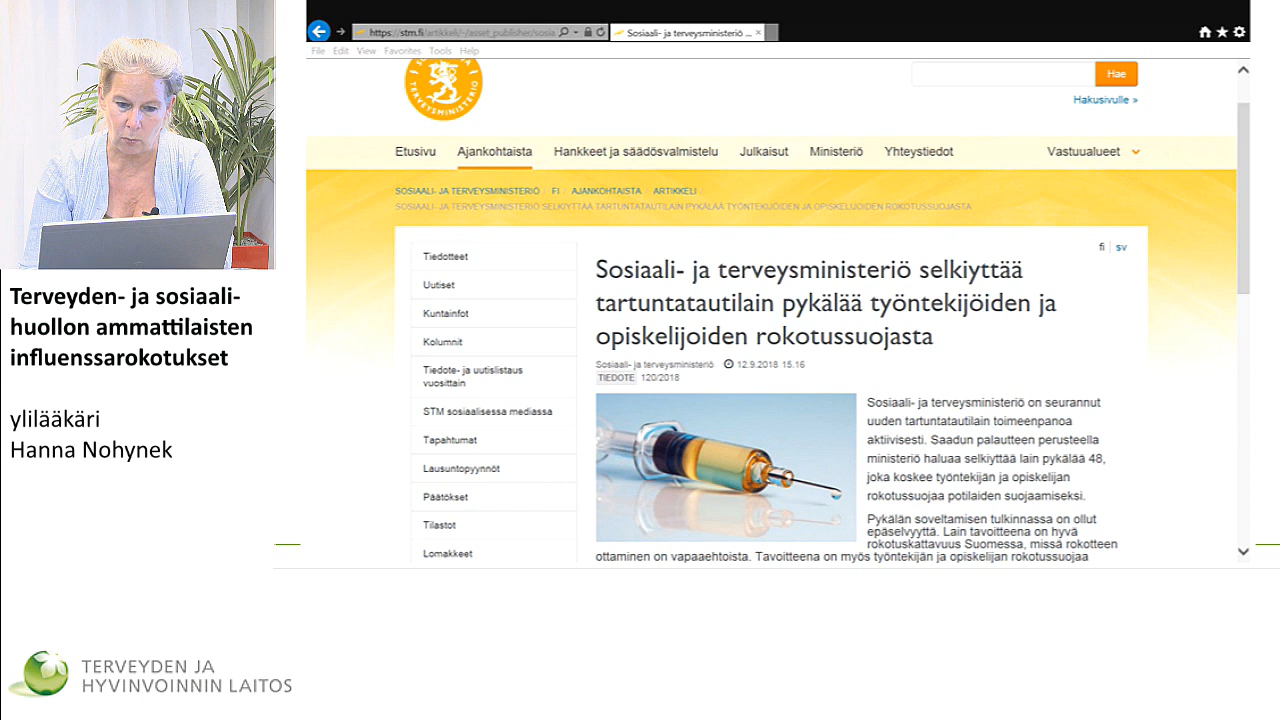 https://stm.fi/artikkeli/-/asset_publisher/sosia
Sosiaali- ja terveysministeriö ...
File Edit View Favorites Tools Help
TERVEYSMINISTERIÖ
Hae
Hakusivulle »
Etusivu Ajankohtaista Hankkeet ja säädösvalmistelu Julkaisut Ministeriö Yhteystiedot Vastuualueet
SOSIAALI- JA TERVEYSMINISTERIÖ / FI / AJANKOHTAISTA / ARTIKKELI /
SOSIAALI- JA TERVEYSMINISTERIÖ SELKIYTTÄÄ TARTUNTATAUTILAIN PYKÄLÄÄ TYÖNTEKIJÖIDEN JA OPISKELIJOIDEN ROKOTUSSUOJASTA
fi | sv
Tiedotteet
Uutiset
Kuntainfot
Kolumnit
Tiedote- ja uutislistaus
vuosittain
STM sosiaalisessa mediassa
Tapahtumat
Lausuntopyynnöt
Päätökset
Tilastot
Lomakkeet
Sosiaali- ja terveysministeriö selkiyttää
tartuntatautilain pykälää työntekijöiden ja
opiskelijoiden rokotussuojasta
Sosiaali- ja terveysministeriö 12.9.2018 15.16
TIEDOTE 120/2018
Sosiaali- ja terveysministeriö on seurannut
uuden tartuntatautilain toimeenpanoa
aktiivisesti. Saadun palautteen perusteella
ministeriö haluaa selkiyttää lain pykälää 48,
joka koskee työntekijän ja opiskelijan
rokotussuojaa potilaiden suojaamiseksi.
Pykälän soveltamisen tulkinnassa on ollut
epäselvyyttä. Lain tavoitteena on hyvä
rokotuskattavuus Suomessa, missä rokotteen
ottaminen on vapaaehtoista. Tavoitteena on myös työntekijän ja opiskelijan rokotussuojaa
Terveyden- ja sosiaali-
huollon ammattilaisten
influenssarokotukset
ylilääkäri
Hanna Nohynek
TERVEYDEN JA
HYVINVOINNIN LAITOS